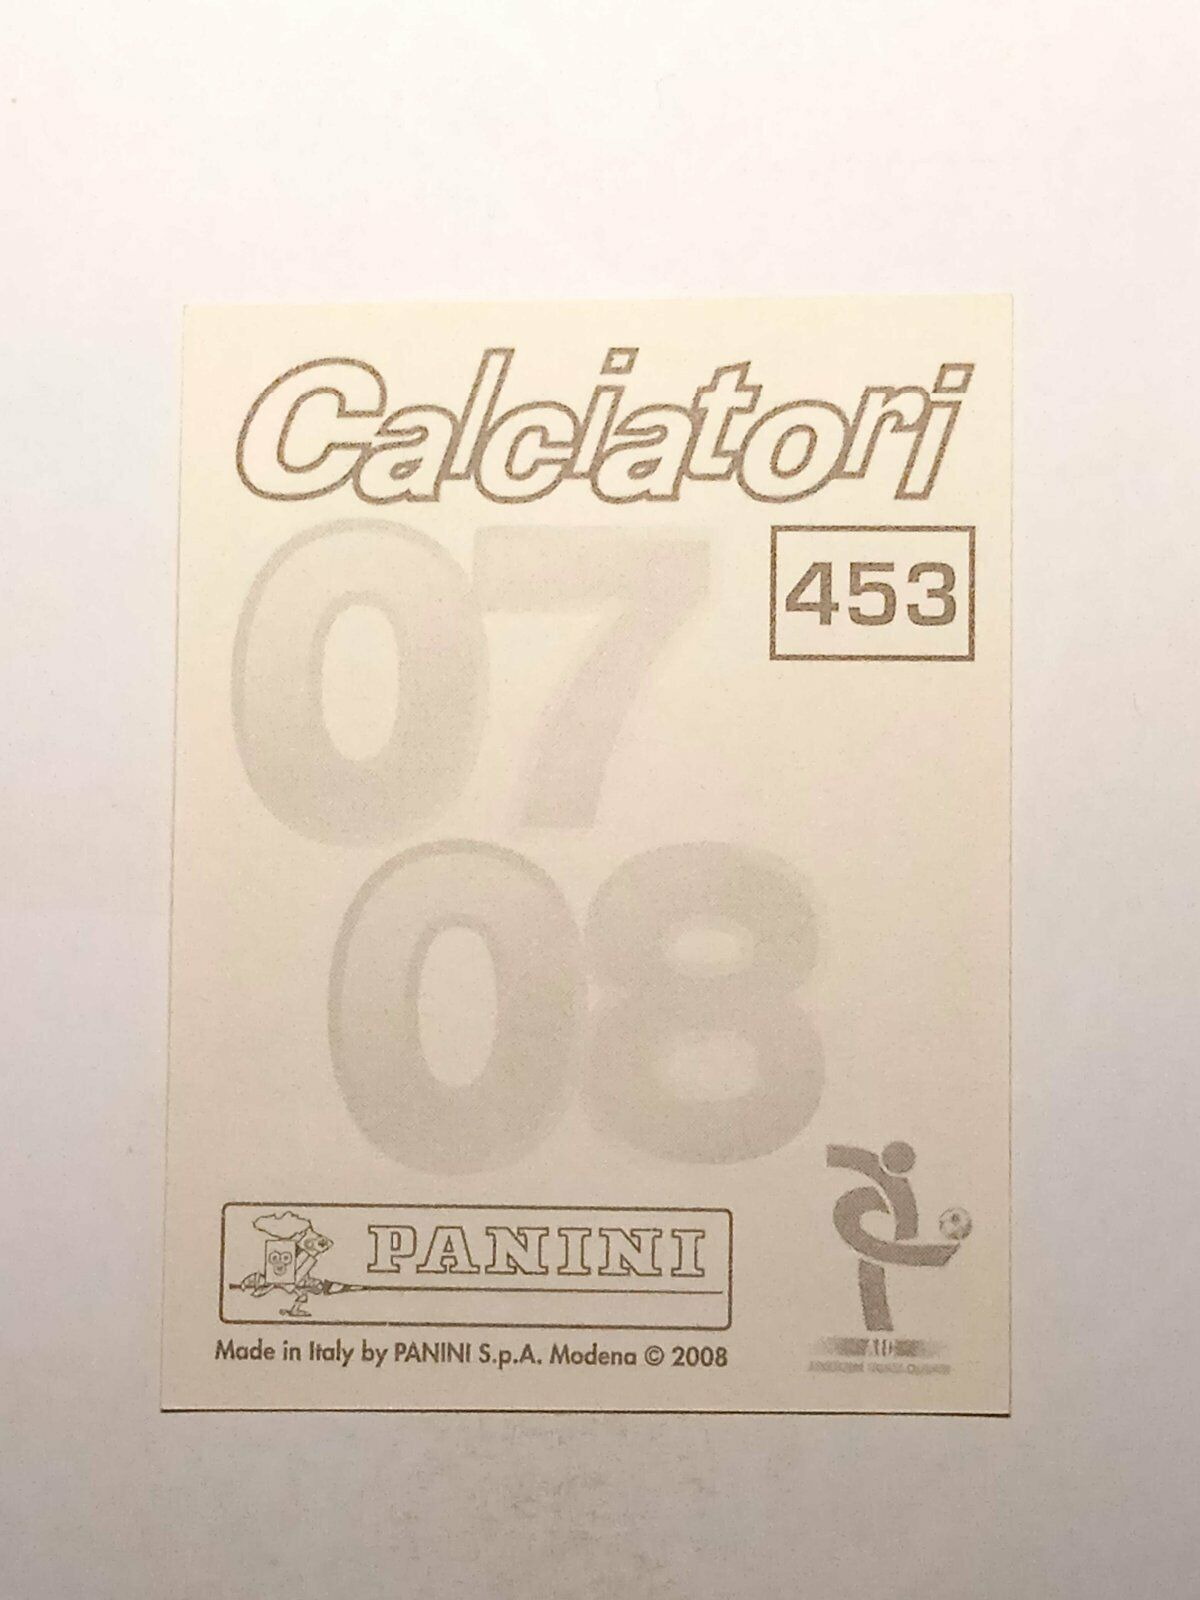 Calciatori
07
453
08
PANINI
Made in Italy by PANINI S.p.A. Modena © 2008